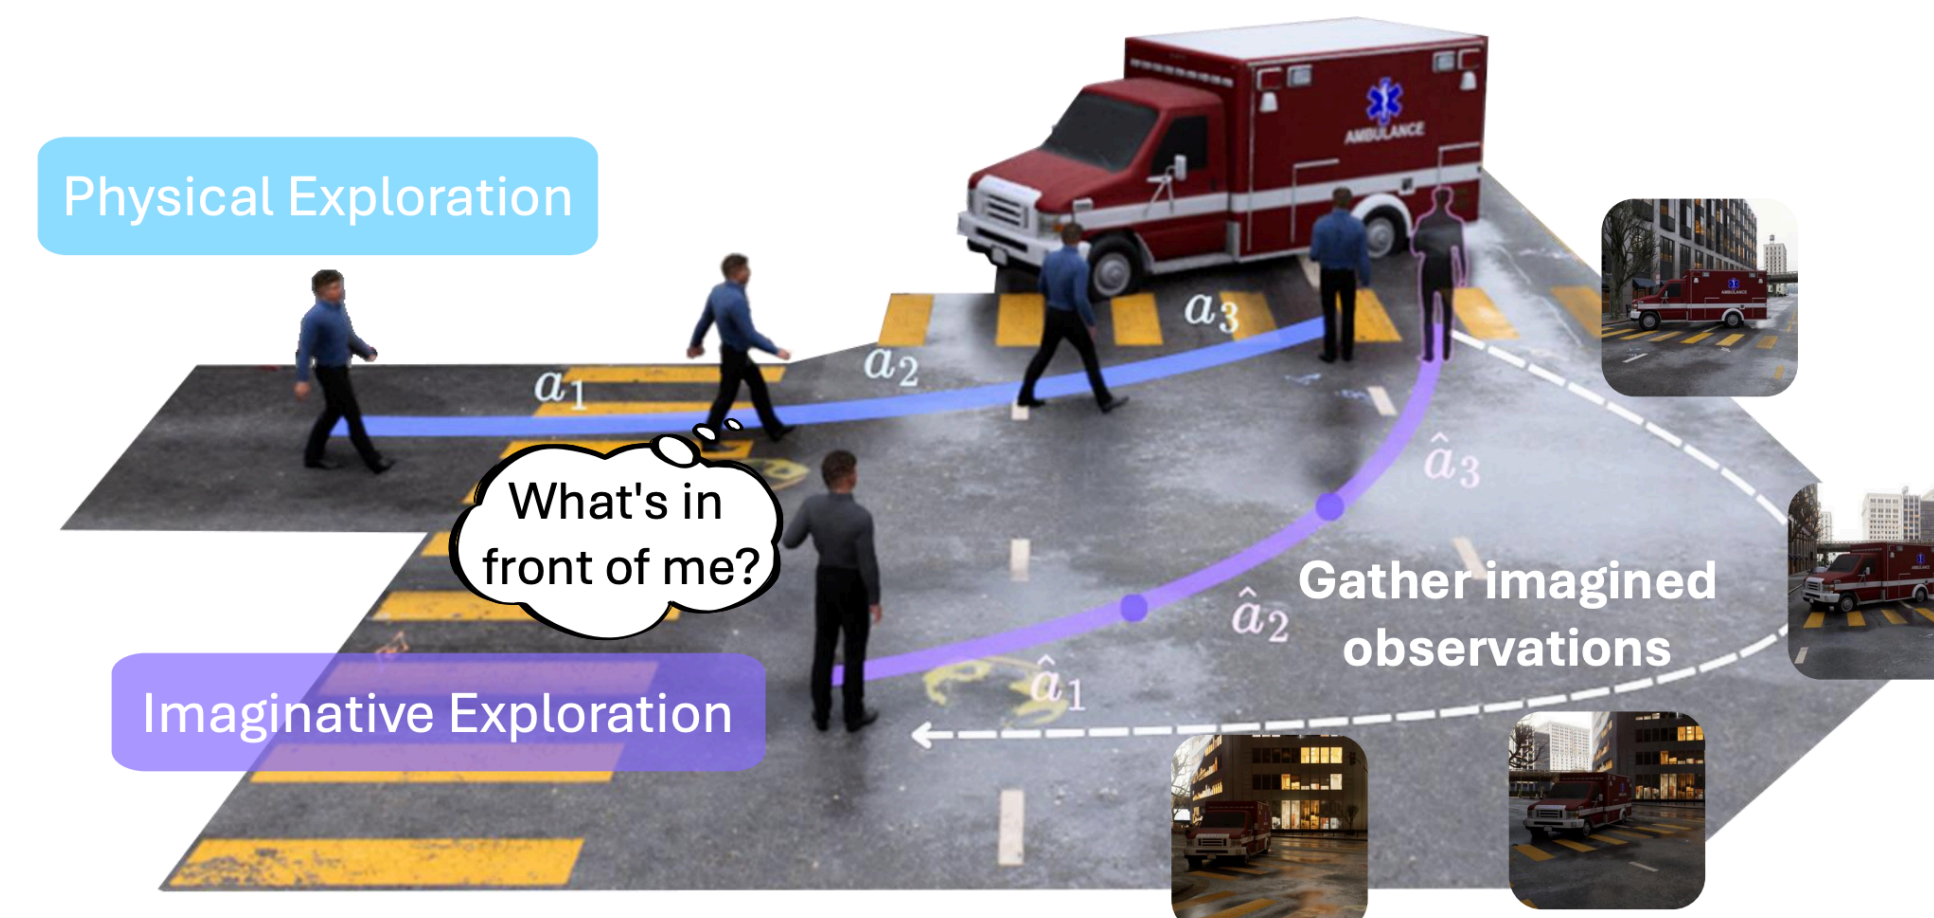 Physical Exploration
AMBULANCE
a₁
a₂
a₃
What's in
front of me?
â₃
Gather imagined
observations
â₂
â₁
Imaginative Exploration